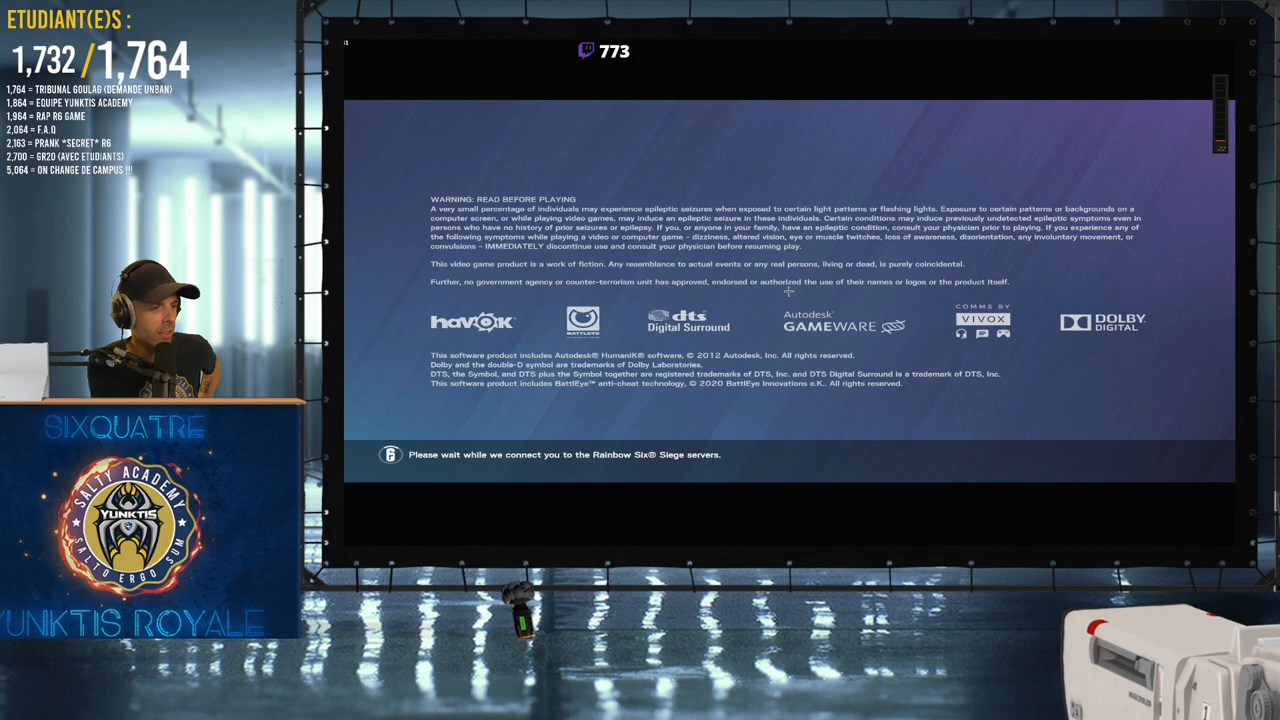 ETUDIANT(E)S :
1,732 /1,764
1,764 = TRIBUNAL GOULAG (DEMANDE UNBAN)
1,864 = EQUIPE YUNKTIS ACADEMY
1,964 = RAP R6 GAME
2,064 = F.A.Q
2,163 = PRANK *SECRET* R6
2,700 = GR20 (AVEC ETUDIANTS)
5,064 = ON CHANGE DE CAMPUS !!!
773
WARNING: READ BEFORE PLAYING
A very small percentage of individuals may experience epileptic seizures when exposed to certain light patterns or flashing lights. Exposure to certain patterns or backgrounds on a
computer screen, or while playing video games, may induce an epileptic seizure in these individuals. Certain conditions may induce previously undetected epileptic symptoms even in
persons who have no history of prior seizures or epilepsy. If you, or anyone in your family, have an epileptic condition, consult your physician prior to playing. If you experience any of
the following symptoms while playing a video or computer game - dizziness, altered vision, eye or muscle twitches, loss of awareness, disorientation, any involuntary movement, or
convulsions - IMMEDIATELY discontinue use and consult your physician before resuming play.
This video game product is a work of fiction. Any resemblance to actual events or any real persons, living or dead, is purely coincidental.
Further, no government agency or counter-terrorism unit has approved, endorsed or authorized the use of their names or logos or the product itself.
havok
BATTLEYE
dts
Digital Surround
Autodesk
GAMEWARE
COMMS BY
VIVOX
DOLBY
DIGITAL
This software product includes Autodesk® HumanIK® software, © 2012 Autodesk, Inc. All rights reserved.
Dolby and the double-D symbol are trademarks of Dolby Laboratories.
DTS, the Symbol, and DTS plus the Symbol together are registered trademarks of DTS, Inc. and DTS Digital Surround is a trademark of DTS, Inc.
This software product includes BattlEye™ anti-cheat technology, © 2020 BattlEye Innovations e.K.. All rights reserved.
6 Please wait while we connect you to the Rainbow Six® Siege servers.
SIXQUATRE
SALTY ACADEMY
YUNKTIS
SALTO ERGO SUM
YUNKTIS ROYALE